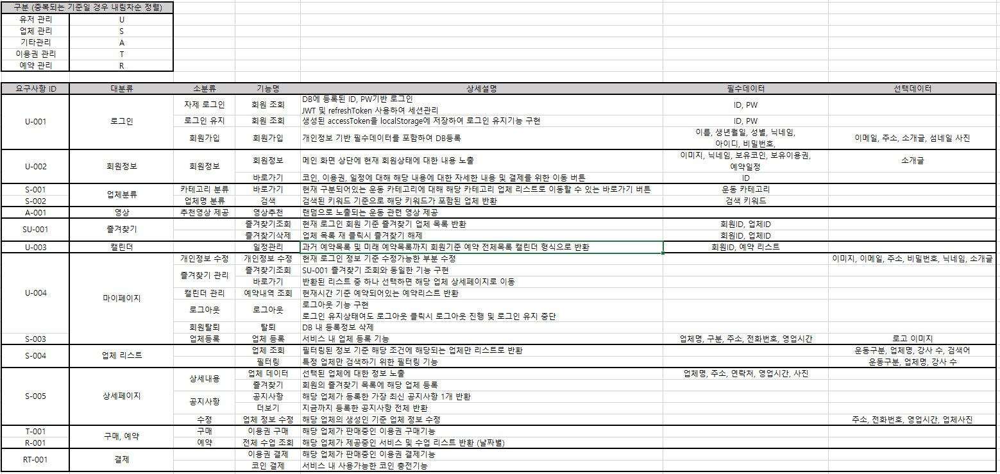 구분 (중복되는 기준일 경우 내림차순 정렬)
유저 관리 U
업체 관리 S
기타관리 A
이용권 관리 T
예약 관리 R
요구사항 ID 대분류 소분류 기능명 상세설명 필수데이터 선택데이터
U-001 로그인 자제 로그인 회원 조회 DB에 등록된 ID, PW기반 로그인 ID, PW
JWT 및 refreshToken 사용하여 세션관리
로그인 유지 회원 조회 생성된 accessToken을 localStorage에 저장하여 로그인 유지기능 구현 ID, PW
회원가입 회원가입 개인정보 기반 필수데이터를 포함하여 DB등록 이름, 생년월일, 성별, 닉네임, 이메일, 주소, 소개글, 섬네일 사진
아이디, 비밀번호,
U-002 회원정보 회원정보 회원정보 메인 화면 상단에 현재 회원상태에 대한 내용 노출 이미지, 닉네임, 보유코인, 보유이용권, 소개글
예약일정
바로가기 코인, 이용권, 일정에 대해 해당 내용에 대한 자세한 내용 및 결제를 위한 이동 버튼 ID
S-001 업체분류 카테고리 분류 바로가기 현재 구분되어있는 운동 카테고리에 대해 해당 카테고리 업체 리스트로 이동할 수 있는 바로가기 버튼 운동 카테고리
S-002 업체명 분류 검색 검색된 키워드 기준으로 해당 키워드가 포함된 업체 반환 검색 키워드
A-001 영상 추천영상 제공 영상추천 랜덤으로 노출되는 운동 관련 영상 제공
SU-001 즐겨찾기 즐겨찾기조회 현재 로그인 회원 기준 즐겨찾기 업체 목록 반환 회원ID, 업체ID
즐겨찾기삭제 업체 목록 재 클릭시 즐겨찾기 해제 회원ID, 업체ID
U-003 캘린더 일정관리 과거 예약목록 및 미래 예약목록까지 회원기준 예약 전체목록 캘린더 형식으로 반환 회원ID, 예약 리스트
U-004 마이페이지 개인정보 수정 개인정보 수정 현재 로그인 정보 기준 수정가능한 부분 수정 이미지, 이메일, 주소, 비밀번호, 닉네임, 소개글
즐겨찾기 관리 즐겨찾기조회 SU-001 즐겨찾기 조회와 동일한 기능 구현
바로가기 반환된 리스트 중 하나 선택하면 해당 업체 상세페이지로 이동
캘린더 관리 예약내역 조회 현재시간 기준 예약되어있는 예약리스트 반환
로그아웃 로그아웃 로그아웃 기능 구현
로그인 유지상태여도 로그아웃 클릭시 로그아웃 진행 및 로그인 유지 중단
회원탈퇴 탈퇴 DB 내 등록정보 삭제
S-003 업체등록 업체 등록 서비스 내 업체 등록 기능 업체명, 구분, 주소, 전화번호, 영업시간 로고 이미지
S-004 업체 리스트 업체 조회 필터링된 정보 기준 해당 조건에 해당되는 업체만 리스트로 반환 운동구분, 업체명, 강사 수, 검색어
필터링 특정 업체만 검색하기 위한 필터링 기능 운동구분, 업체명, 강사 수
S-005 상세페이지 상세내용 업체 데이터 선택된 업체에 대한 정보 노출 업체명, 주소, 연락처, 영업시간, 사진
즐겨찾기 회원의 즐겨찾기 목록에 해당 업체 등록
공지사항 공지사항 해당 업체가 등록한 가장 최신 공지사항 1개 반환
더보기 지금까지 등록한 공지사항 전체 반환
수정 업체 정보 수정 해당 업체의 생성인 기준 업체 정보 수정 주소, 전화번호, 영업시간, 업체사진
T-001 구매, 예약 구매 이용권 구매 해당 업체가 판매중인 이용권 구매기능
R-001 예약 전체 수업 조회 해당 업체가 제공중인 서비스 및 수업 리스트 반환 (날짜별)
RT-001 결제 이용권 결제 해당 업체가 판매중인 이용권 결제기능
코인 결제 서비스 내 사용가능한 코인 충전기능